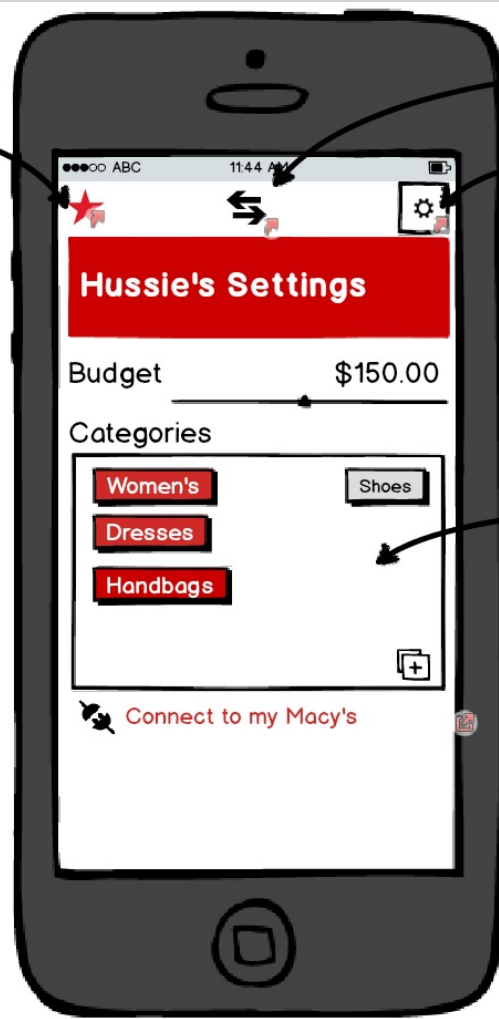 ABC 11:44 AM
Hussie's Settings
Budget $150.00
Categories
Women's Shoes
Dresses
Handbags
Connect to my Macy's